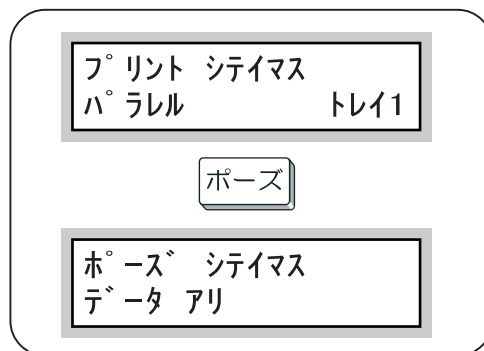 プリント シテイマス
パラレル トレイ1
ポーズ
ポーズ シテイマス
データ アリ